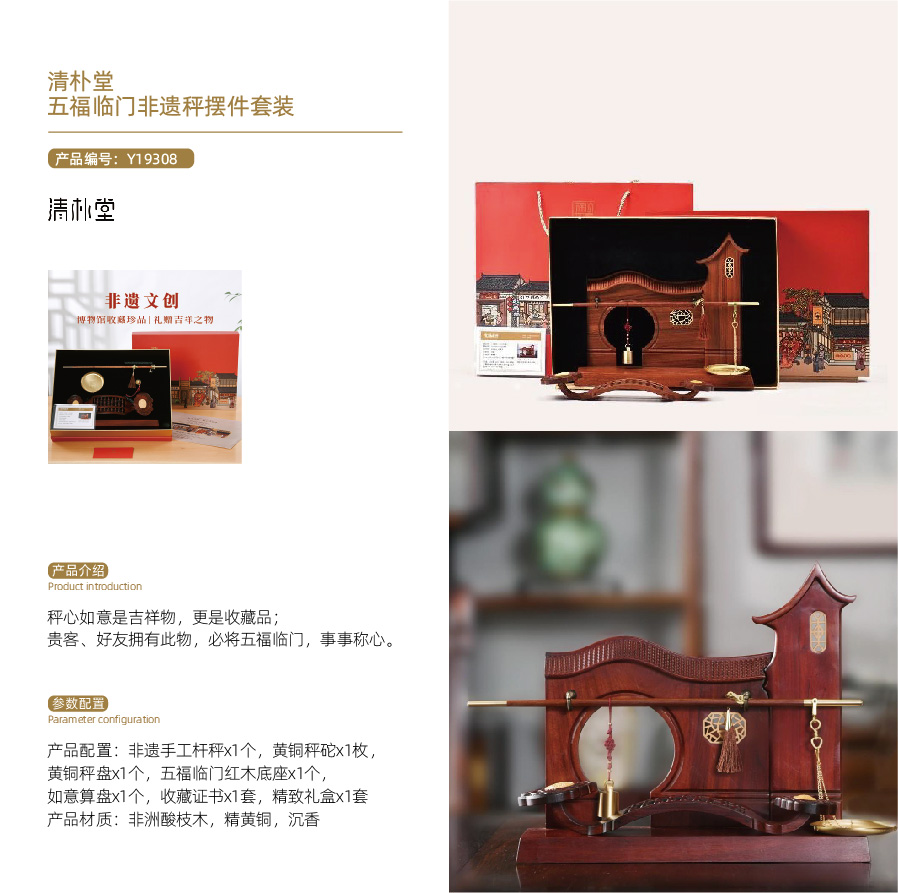 清朴堂
五福临门非遗秤摆件套装
产品编号：Y19308
清朴堂
非遗文创
博物馆收藏珍品|礼赠吉祥之物
产品介绍
Product introduction
秤心如意是吉祥物，更是收藏品；
贵客、好友拥有此物，必将五福临门，事事称心。
参数配置
Parameter configuration
产品配置：非遗手工杆秤x1个，黄铜秤砣x1枚，
黄铜秤盘x1个，五福临门红木底座x1个，
如意算盘x1个，收藏证书x1套，精致礼盒x1套
产品材质：非洲酸枝木，精黄铜，沉香